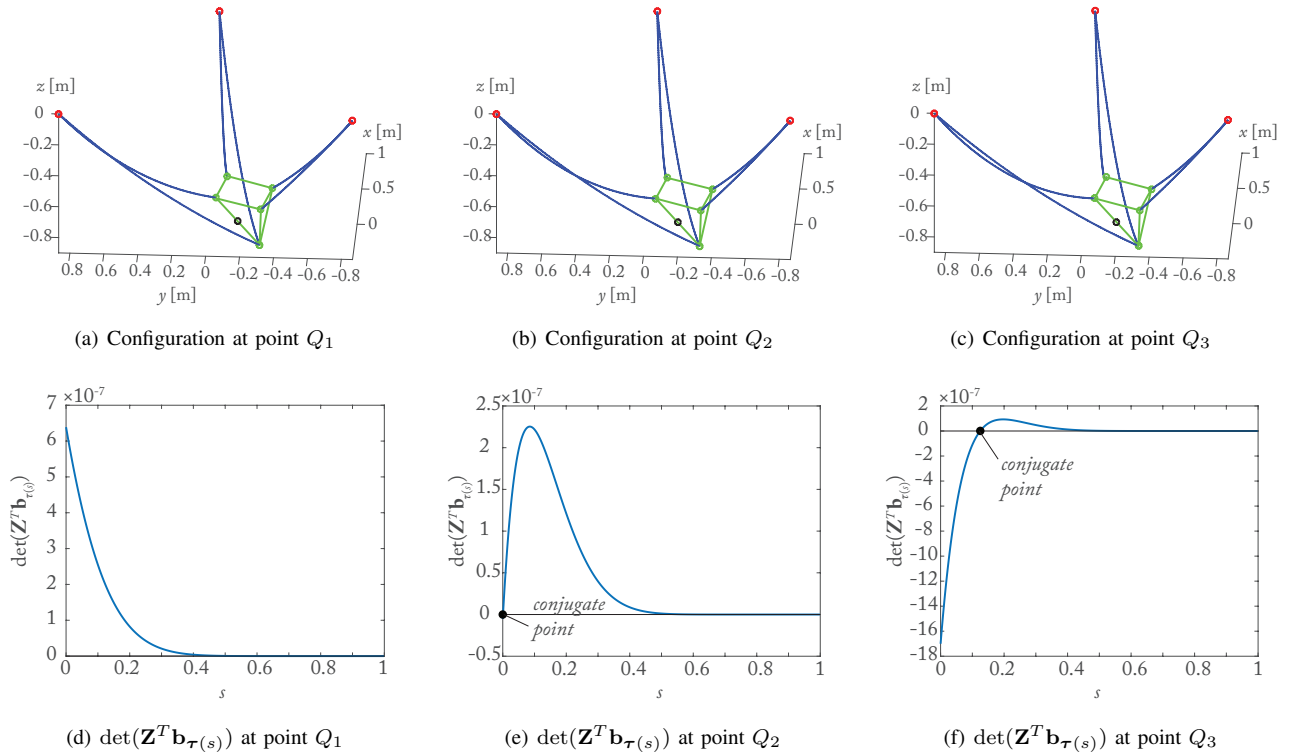 z [m]
x [m]
0
-0.2
-0.4
-0.6
-0.8
1
0.5
0
0.8 0.6 0.4 0.2 0 -0.2 -0.4 -0.6 -0.8
y [m]
(a) Configuration at point Q1
z [m]
x [m]
0
-0.2
-0.4
-0.6
-0.8
1
0.5
0
0.8 0.6 0.4 0.2 0 -0.2 -0.4 -0.6 -0.8
y [m]
(b) Configuration at point Q2
z [m]
x [m]
0
-0.2
-0.4
-0.6
-0.8
1
0.5
0
0.8 0.6 0.4 0.2 0 -0.2 -0.4 -0.6 -0.8
y [m]
(c) Configuration at point Q3
×10⁻⁷
7
6
5
4
3
2
1
0
det(ZᵀbT(s))
0 0.2 0.4 0.6 0.8 1
s
(d) det(Zᵀbτ(s)) at point Q1
×10⁻⁷
2.5
2
1.5
1
0.5
0
-0.5
det(ZᵀbT(s))
conjugate
point
0 0.2 0.4 0.6 0.8 1
s
(e) det(Zᵀbτ(s)) at point Q2
×10⁻⁷
2
0
-2
-4
-6
-8
-10
-12
-14
-16
-18
det(ZᵀbT(s))
conjugate
point
0 0.2 0.4 0.6 0.8 1
s
(f) det(Zᵀbτ(s)) at point Q3